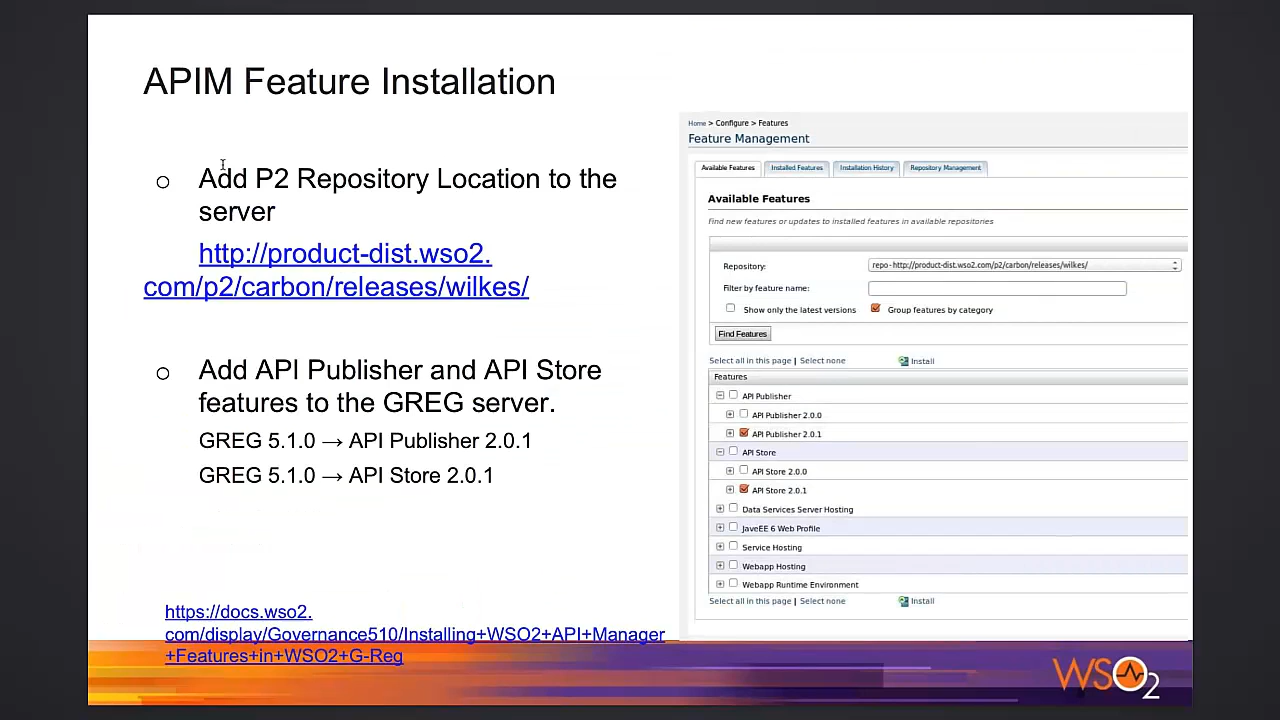 APIM Feature Installation
Add P2 Repository Location to the
server
http://product-dist.wso2.
com/p2/carbon/releases/wilkes/
Add API Publisher and API Store
features to the GREG server.
GREG 5.1.0 → API Publisher 2.0.1
GREG 5.1.0 → API Store 2.0.1
https://docs.wso2.
com/display/Governance510/Installing+WSO2+API+Manager
+Features+in+WSO2+G-Reg
Home > Configure > Features
Feature Management
Available Features Installed Features Installation History Repository Management
Available Features
Find new features or updates to installed features in available repositories
Repository: repo - http://product-dist.wso2.com/p2/carbon/releases/wilkes/
Filter by feature name:
Show only the latest versions Group features by category
Find Features
Select all in this page | Select none Install
Features
API Publisher
API Publisher 2.0.0
API Publisher 2.0.1
API Store
API Store 2.0.0
API Store 2.0.1
Data Services Server Hosting
JaveEE 6 Web Profile
Service Hosting
Webapp Hosting
Webapp Runtime Environment
Select all in this page | Select none Install
WSO2